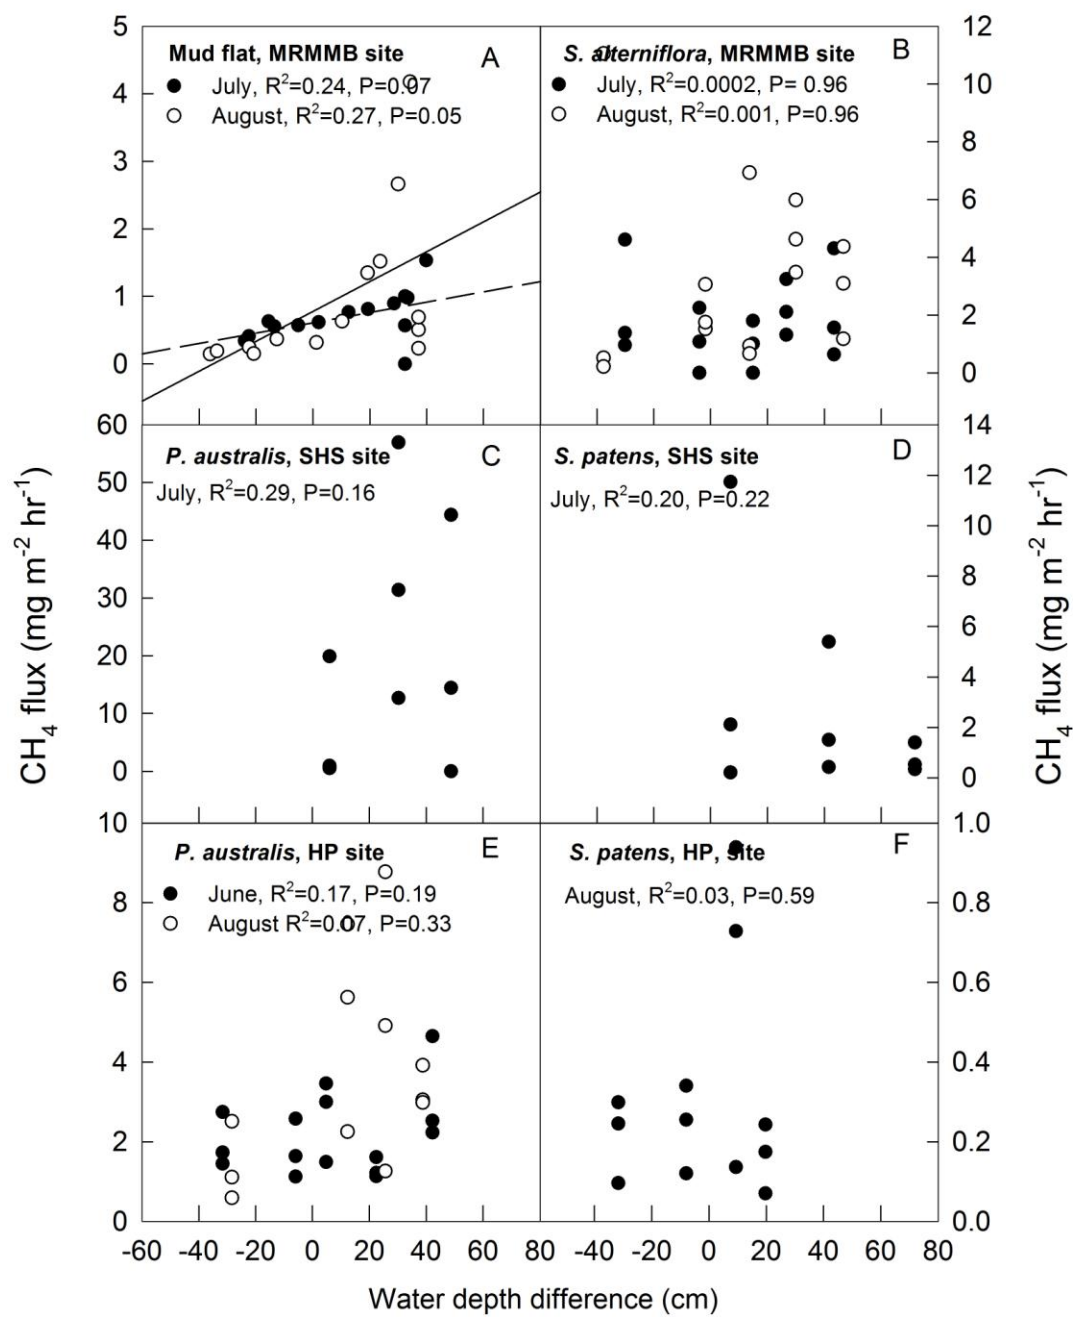 Mud flat, MRMMB site
A
July, R²=0.24, P=0.07
August, R²=0.27, P=0.05
5
4
3
2
1
0
S. alterniflora, MRMMB site
B
July, R²=0.0002, P= 0.96
August, R²=0.001, P=0.96
12
10
8
6
4
2
0
P. australis, SHS site
C
July, R²=0.29, P=0.16
60
50
40
30
20
10
0
S. patens, SHS site
D
July, R²=0.20, P=0.22
14
12
10
8
6
4
2
0
P. australis, HP site
E
June, R²=0.17, P=0.19
August R²=0.07, P=0.33
10
8
6
4
2
0
S. patens, HP, site
F
August, R²=0.03, P=0.59
1.0
0.8
0.6
0.4
0.2
0.0
-60 -40 -20 0 20 40 60 80 -40 -20 0 20 40 60 80
CH₄ flux (mg m⁻² hr⁻¹)
CH₄ flux (mg m⁻² hr⁻¹)
Water depth difference (cm)